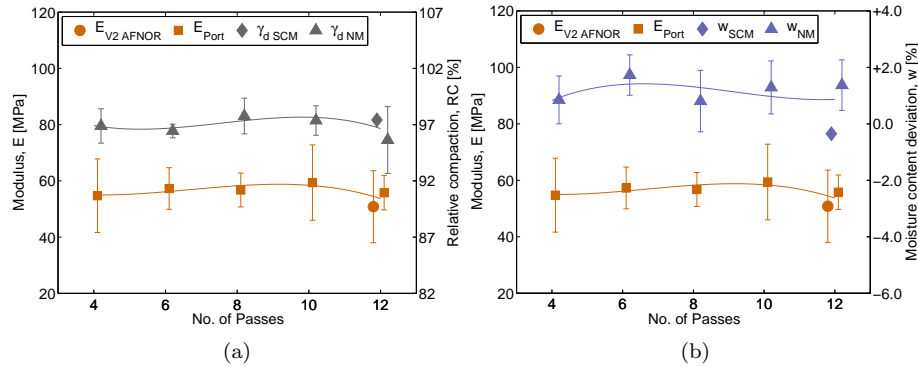 E_V2 AFNOR E_Port γ_d SCM γ_d NM
120
100
80
60
40
20
Modulus, E [MPa]
107
102
97
92
91
86
82
Relative compaction, RC [%]
4 6 8 10 12
No. of Passes
(a)
E_V2 AFNOR E_Port w_SCM w_NM
120
100
80
60
40
20
Modulus, E [MPa]
+4.0
+2.0
0.0
−2.0
−4.0
−6.0
Moisture content deviation, w [%]
4 6 8 10 12
No. of Passes
(b)